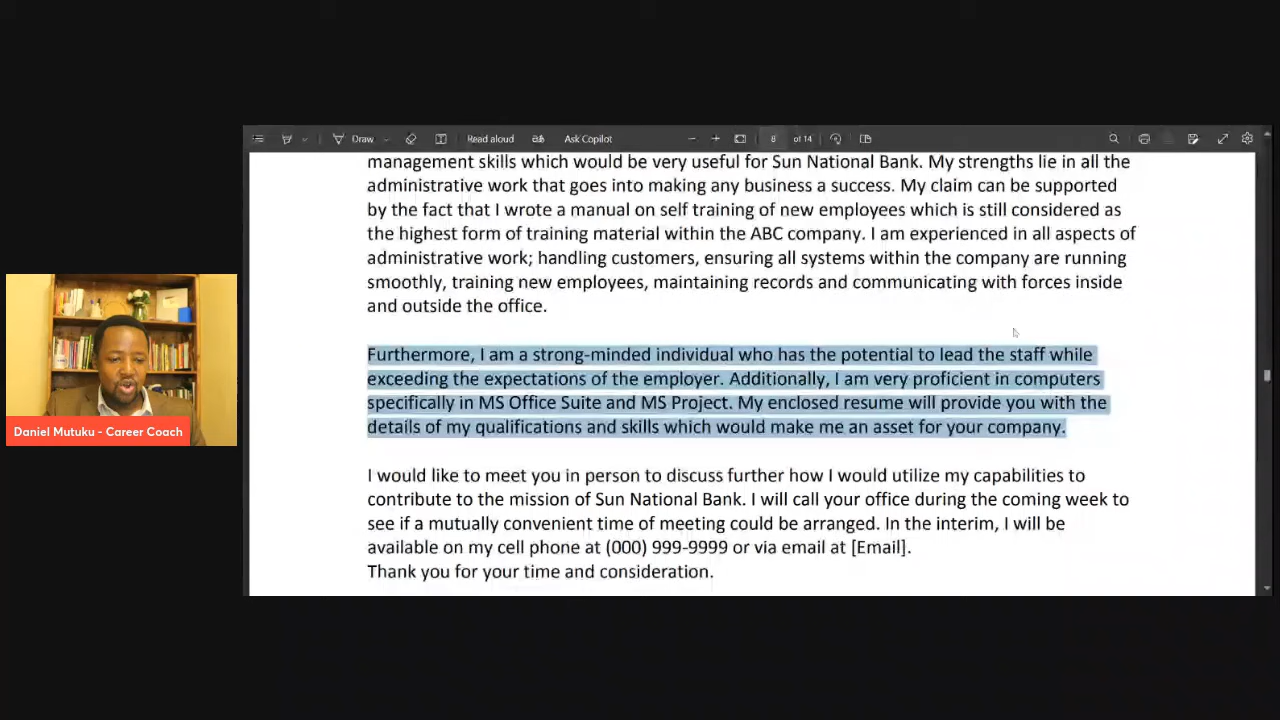 Draw
Read aloud
Ask Copilot
8 of 14
management skills which would be very useful for Sun National Bank. My strengths lie in all the
administrative work that goes into making any business a success. My claim can be supported
by the fact that I wrote a manual on self training of new employees which is still considered as
the highest form of training material within the ABC company. I am experienced in all aspects of
administrative work; handling customers, ensuring all systems within the company are running
smoothly, training new employees, maintaining records and communicating with forces inside
and outside the office.
Furthermore, I am a strong-minded individual who has the potential to lead the staff while
exceeding the expectations of the employer. Additionally, I am very proficient in computers
specifically in MS Office Suite and MS Project. My enclosed resume will provide you with the
details of my qualifications and skills which would make me an asset for your company.
I would like to meet you in person to discuss further how I would utilize my capabilities to
contribute to the mission of Sun National Bank. I will call your office during the coming week to
see if a mutually convenient time of meeting could be arranged. In the interim, I will be
available on my cell phone at (000) 999-9999 or via email at [Email].
Thank you for your time and consideration.
Daniel Mutuku - Career Coach